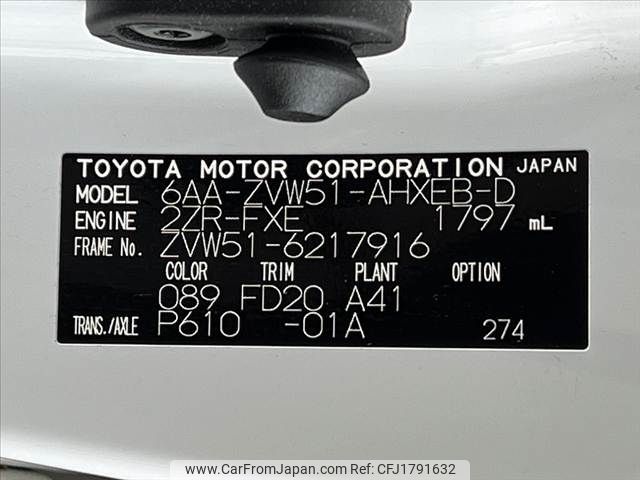 TOYOTA MOTOR CORPORATION JAPAN
MODEL 6AA-ZVW51-AHXEB-D
ENGINE 2ZR-FXE 1797 mL
FRAME No. ZVW51-6217916
COLOR TRIM PLANT OPTION
089 FD20 A41
TRANS./AXLE P610 -01A 274
www.CarFromJapan.com - CFJ1791632